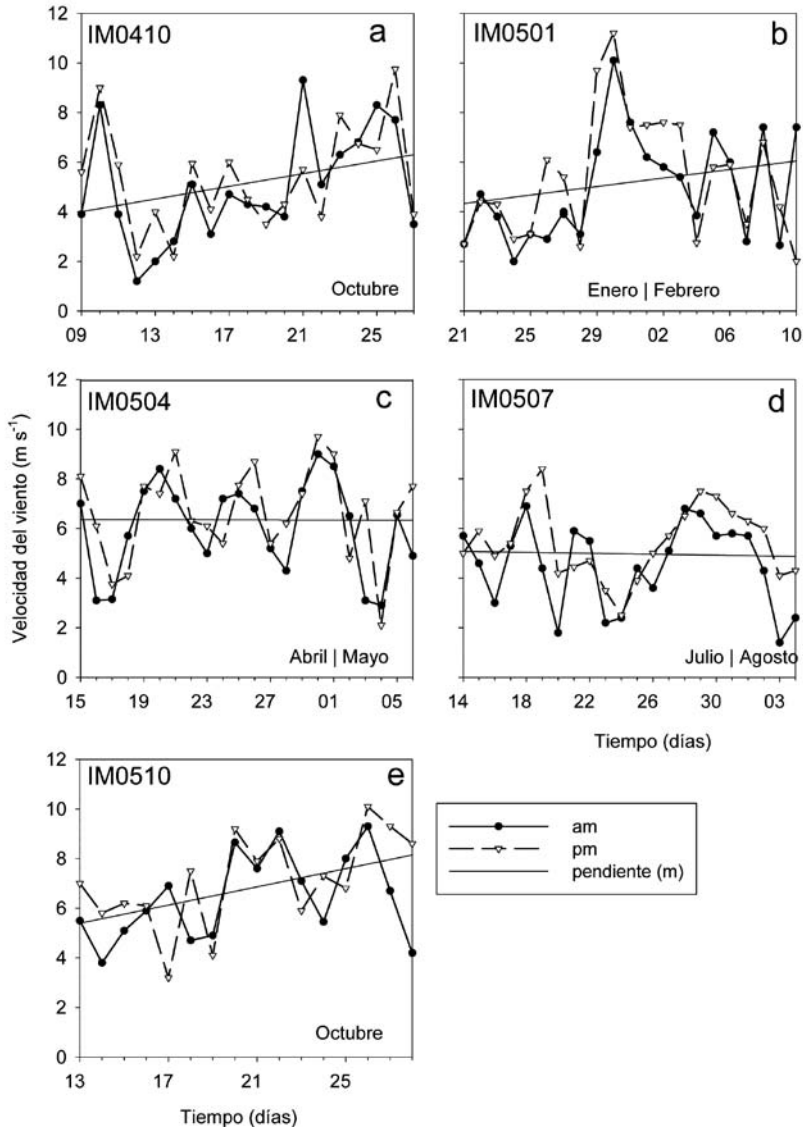 IM0410 a
12
10
8
6
4
2
0
Octubre
09 13 17 21 25
IM0501 b
Enero | Febrero
21 25 29 02 06 10
Velocidad del viento (m s-1)
IM0504 c
12
10
8
6
4
2
0
Abril | Mayo
15 19 23 27 01 05
IM0507 d
Julio | Agosto
14 18 22 26 30 03
Tiempo (días)
IM0510 e
12
10
8
6
4
2
0
Octubre
13 17 21 25
Tiempo (días)
am
pm
pendiente (m)